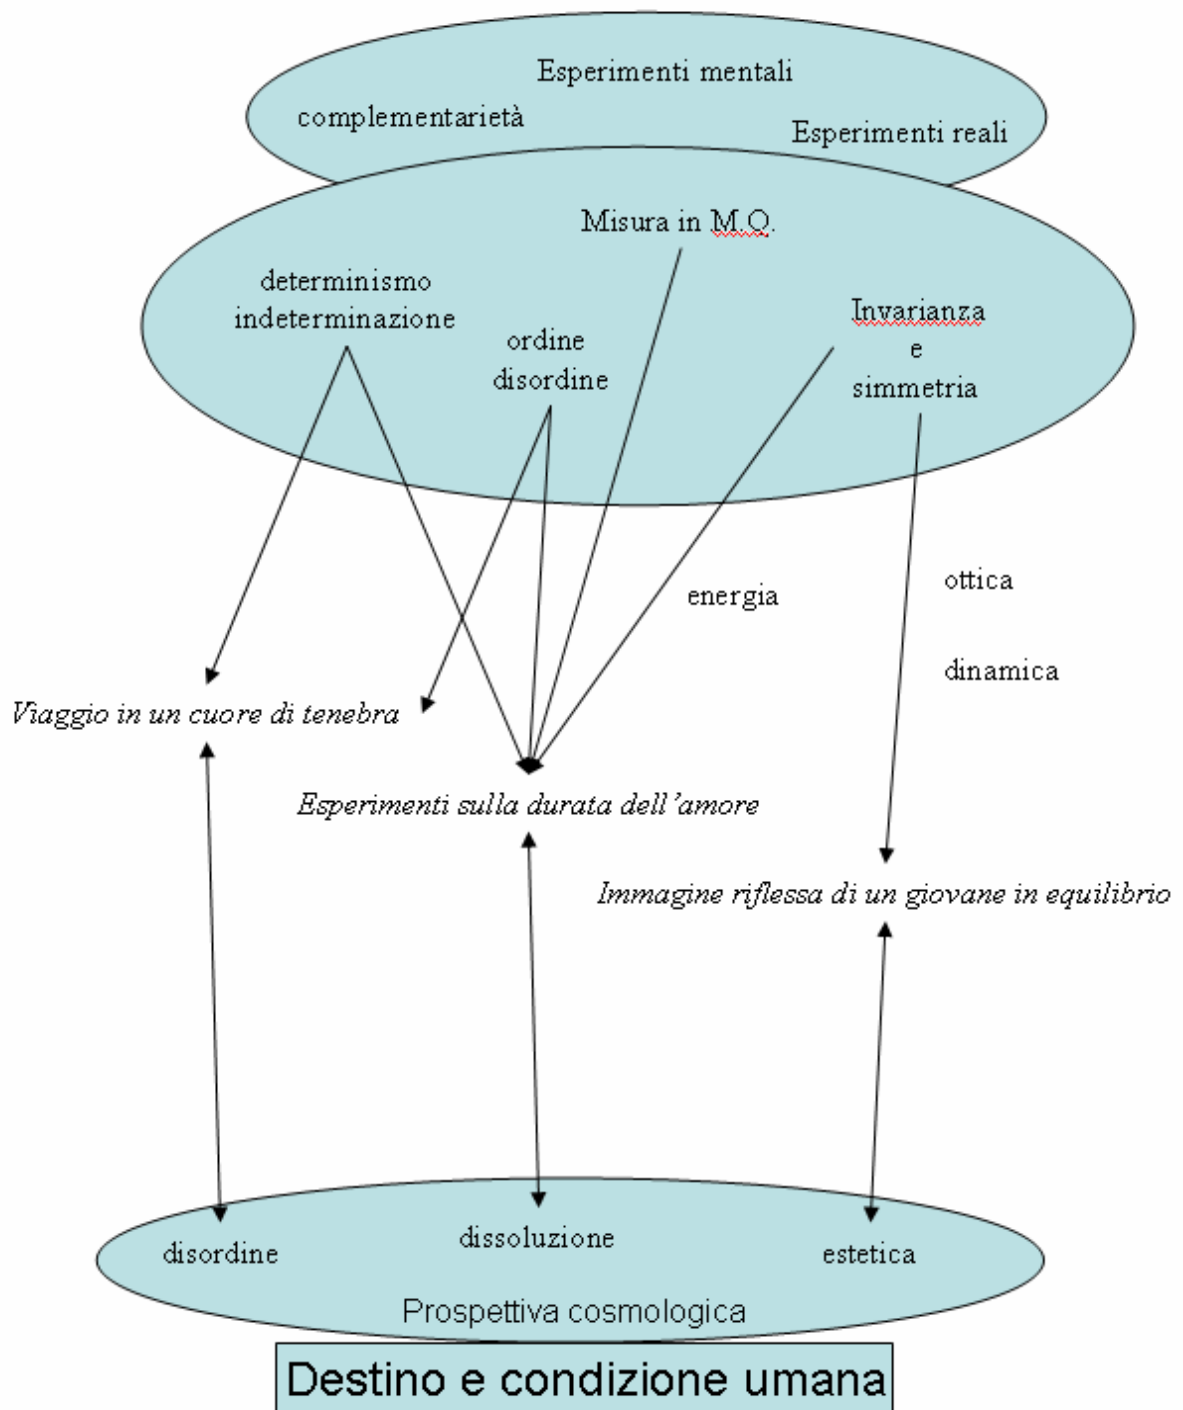 Esperimenti mentali
complementarietà
Esperimenti reali
Misura in M.Q.
determinismo
indeterminazione
ordine
disordine
Invarianza
e
simmetria
energia
ottica
dinamica
Viaggio in un cuore di tenebra
Esperimenti sulla durata dell’amore
Immagine riflessa di un giovane in equilibrio
disordine
dissoluzione
estetica
Prospettiva cosmologica
Destino e condizione umana